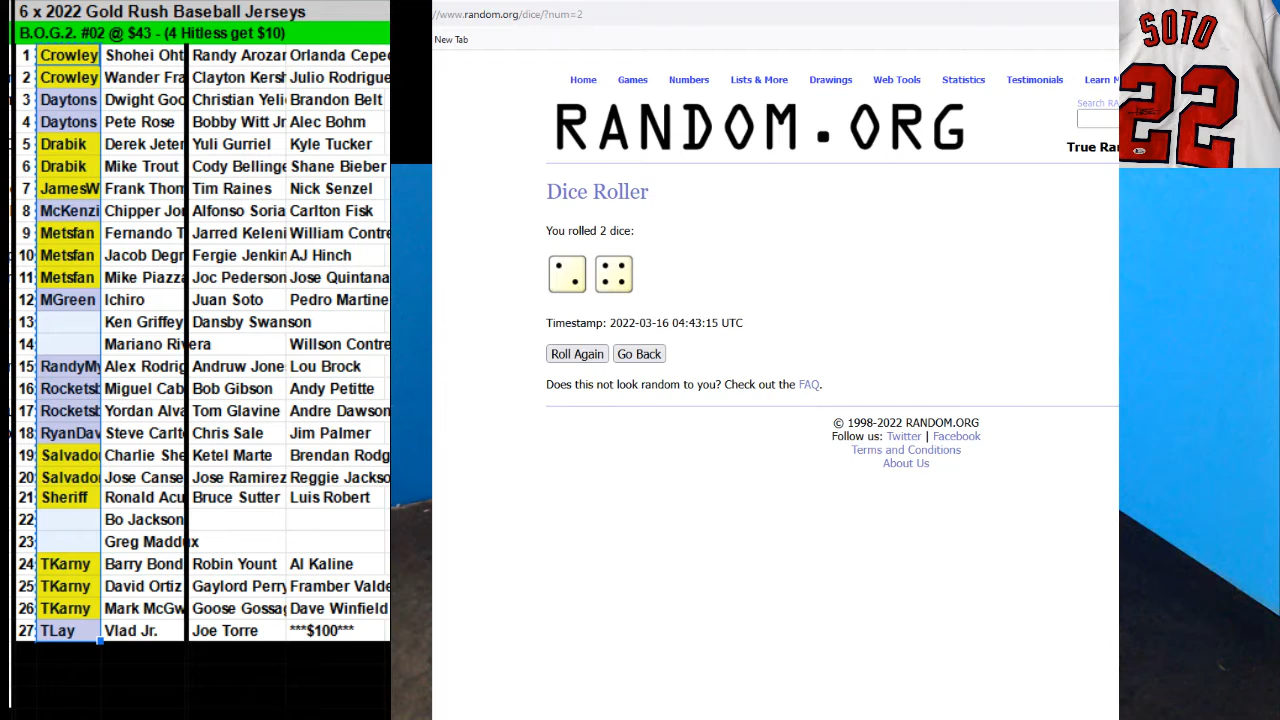 6 x 2022 Gold Rush Baseball Jerseys
B.O.G.2. #02 @ $43 - (4 Hitless get $10)
1 Crowley Shohei Oht Randy Arozar Orlanda Cepec
2 Crowley Wander Fra Clayton Kersh Julio Rodrigue
3 Daytons Dwight Goo Christian Yeli Brandon Belt
4 Daytons Pete Rose Bobby Witt Jr Alec Bohm
5 Drabik Derek Jeter Yuli Gurriel Kyle Tucker
6 Drabik Mike Trout Cody Bellinge Shane Bieber
7 JamesW Frank Thom Tim Raines Nick Senzel
8 McKenzi Chipper Jon Alfonso Soria Carlton Fisk
9 Metsfan Fernando T Jarred Keleni William Contre
10 Metsfan Jacob Degr Fergie Jenkin AJ Hinch
11 Metsfan Mike Piazza Joc Pederson Jose Quintana
12 MGreen Ichiro Juan Soto Pedro Martine
13 Ken Griffey Dansby Swanson
14 Mariano Rivera Willson Contre
15 RandyMy Alex Rodrig Andruw Jone Lou Brock
16 Rocketsb Miguel Cab Bob Gibson Andy Petitte
17 Rocketsb Yordan Alva Tom Glavine Andre Dawson
18 RyanDav Steve Carlt Chris Sale Jim Palmer
19 Salvador Charlie She Ketel Marte Brendan Rodg
20 Salvador Jose Canse Jose Ramirez Reggie Jackso
21 Sheriff Ronald Acu Bruce Sutter Luis Robert
22 Bo Jackson
23 Greg Maddux
24 TKarny Barry Bond Robin Yount Al Kaline
25 TKarny David Ortiz Gaylord Perry Framber Valde
26 TKarny Mark McGw Goose Gossag Dave Winfield
27 TLay Vlad Jr. Joe Torre ***$100***
//www.random.org/dice/?num=2
New Tab
Home Games Numbers Lists & More Drawings Web Tools Statistics Testimonials Learn M
Search RA
RANDOM.ORG
True Ran
Dice Roller
You rolled 2 dice:
Timestamp: 2022-03-16 04:43:15 UTC
Roll Again Go Back
Does this not look random to you? Check out the FAQ.
© 1998-2022 RANDOM.ORG
Follow us: Twitter | Facebook
Terms and Conditions
About Us
SOTO
22